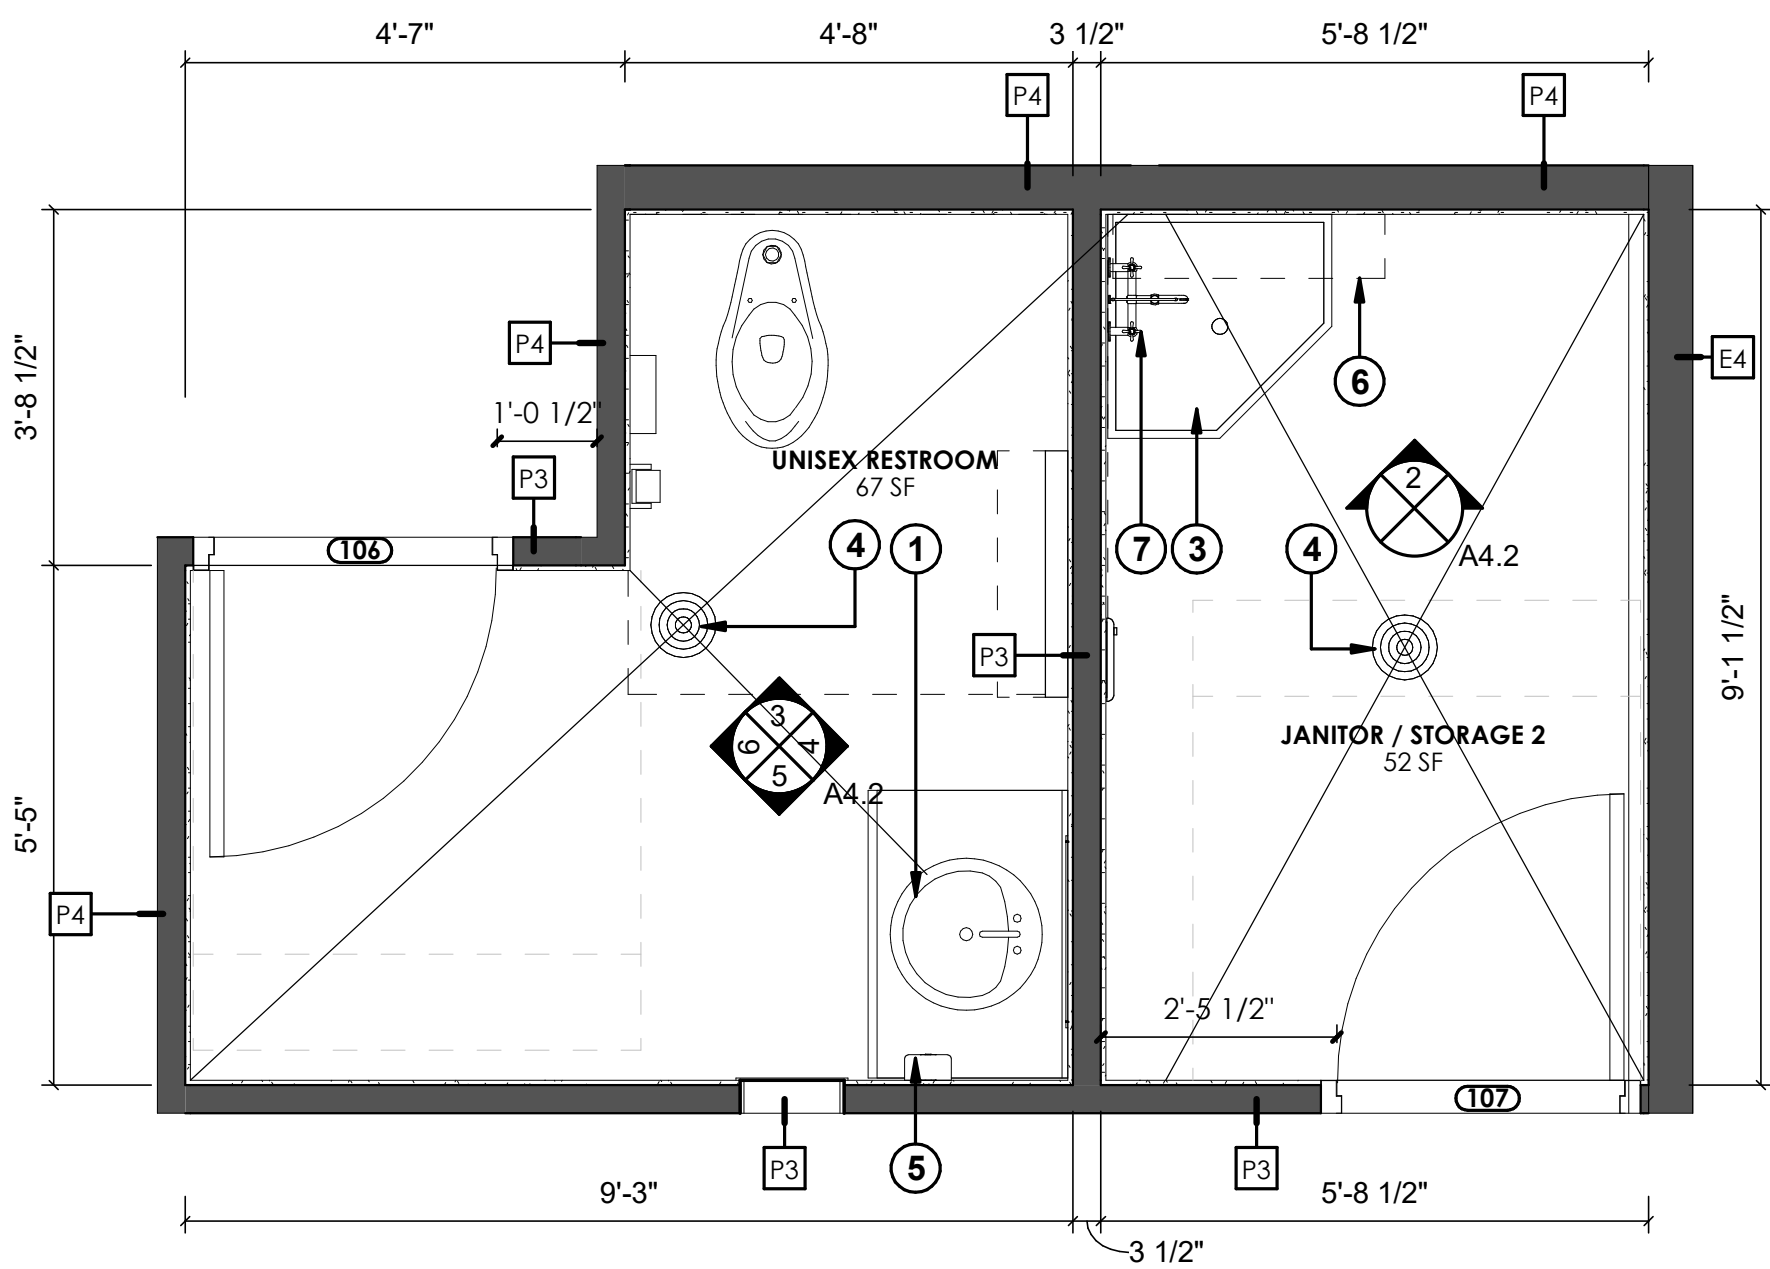 4'-7"
4'-8"
3 1/2"
5'-8 1/2"
P4
P4
P4
E4
3'-8 1/2"
1'-0 1/2"
6
UNISEX RESTROOM
67 SF
P3
2
106
4
1
7
3
4
A4.2
P3
9'-1 1/2"
3
6
4
5
A4.2
JANITOR / STORAGE 2
52 SF
5'-5"
P4
2'-5 1/2"
107
P3
5
P3
9'-3"
5'-8 1/2"
3 1/2"